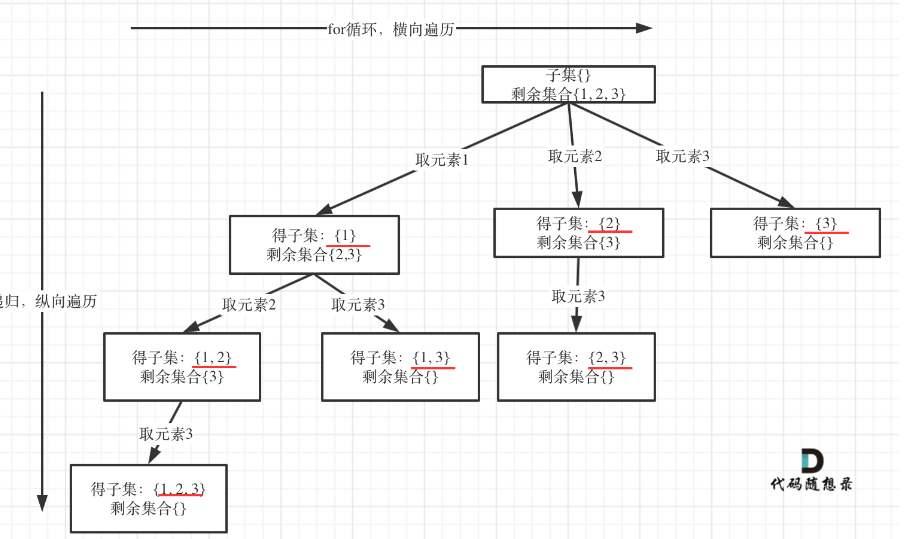 for循环，横向遍历
子集{}
剩余集合{1, 2, 3}
取元素1
取元素2
取元素3
得子集：{1}
剩余集合{2,3}
得子集：{2}
剩余集合{3}
得子集：{3}
剩余集合{}
归，纵向遍历
取元素2
取元素3
取元素3
得子集：{1, 2}
剩余集合{3}
得子集：{1, 3}
剩余集合{}
得子集：{2, 3}
剩余集合{}
取元素3
得子集：{1, 2, 3}
剩余集合{}
代码随想录